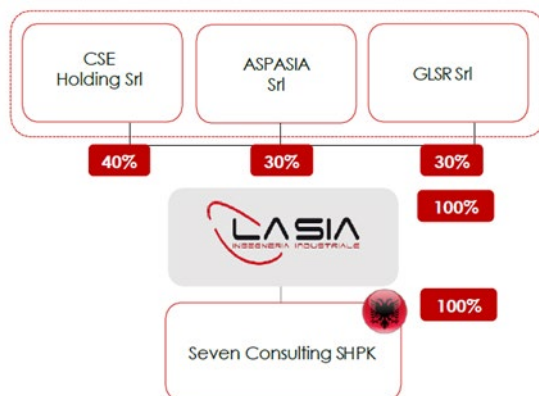 CSE
Holding Srl
ASPASIA
Srl
GLSR Srl
40%
30%
30%
100%
LASIA
INGEGNERIA INDUSTRIALE
100%
Seven Consulting SHPK